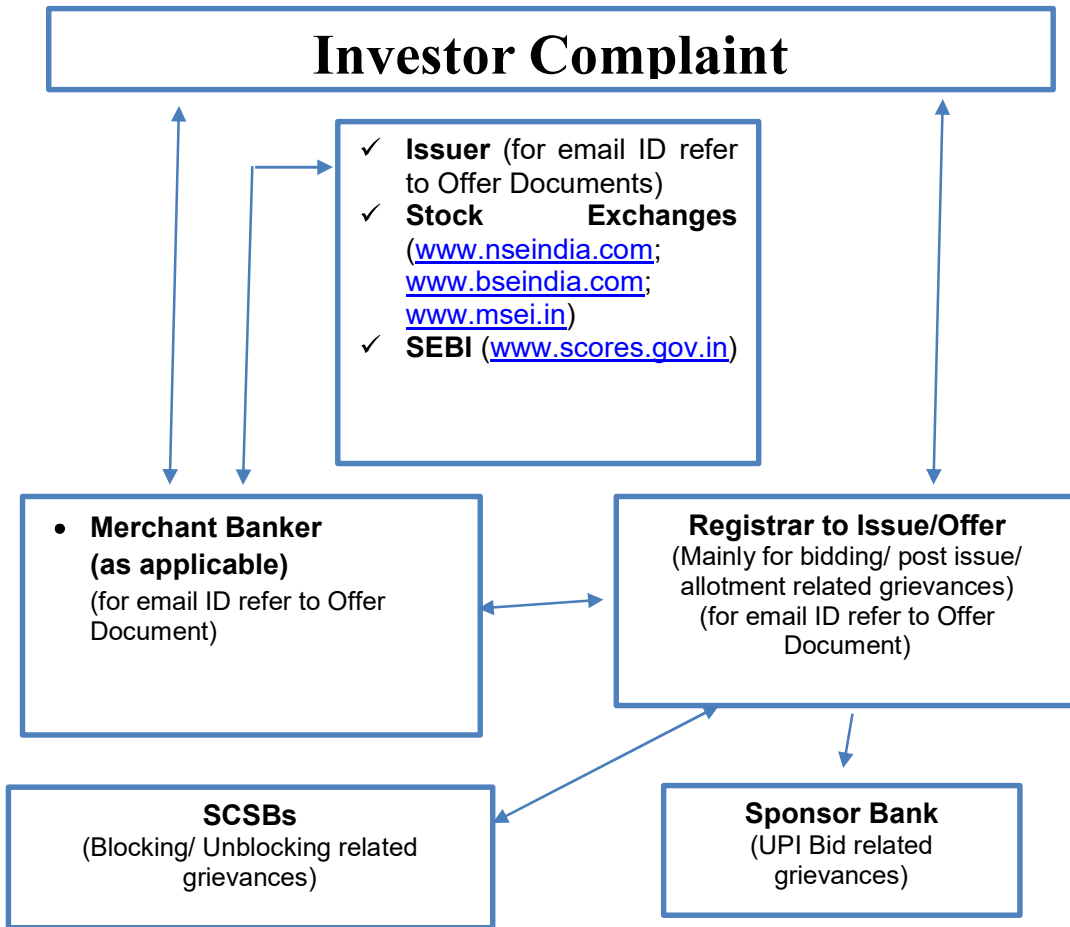 Investor Complaint
✓ Issuer (for email ID refer
to Offer Documents)
✓ Stock Exchanges
(www.nseindia.com;
www.bseindia.com;
www.msei.in)
✓ SEBI (www.scores.gov.in)
• Merchant Banker
(as applicable)
(for email ID refer to Offer
Document)
Registrar to Issue/Offer
(Mainly for bidding/ post issue/
allotment related grievances)
(for email ID refer to Offer
Document)
SCSBs
(Blocking/ Unblocking related
grievances)
Sponsor Bank
(UPI Bid related
grievances)